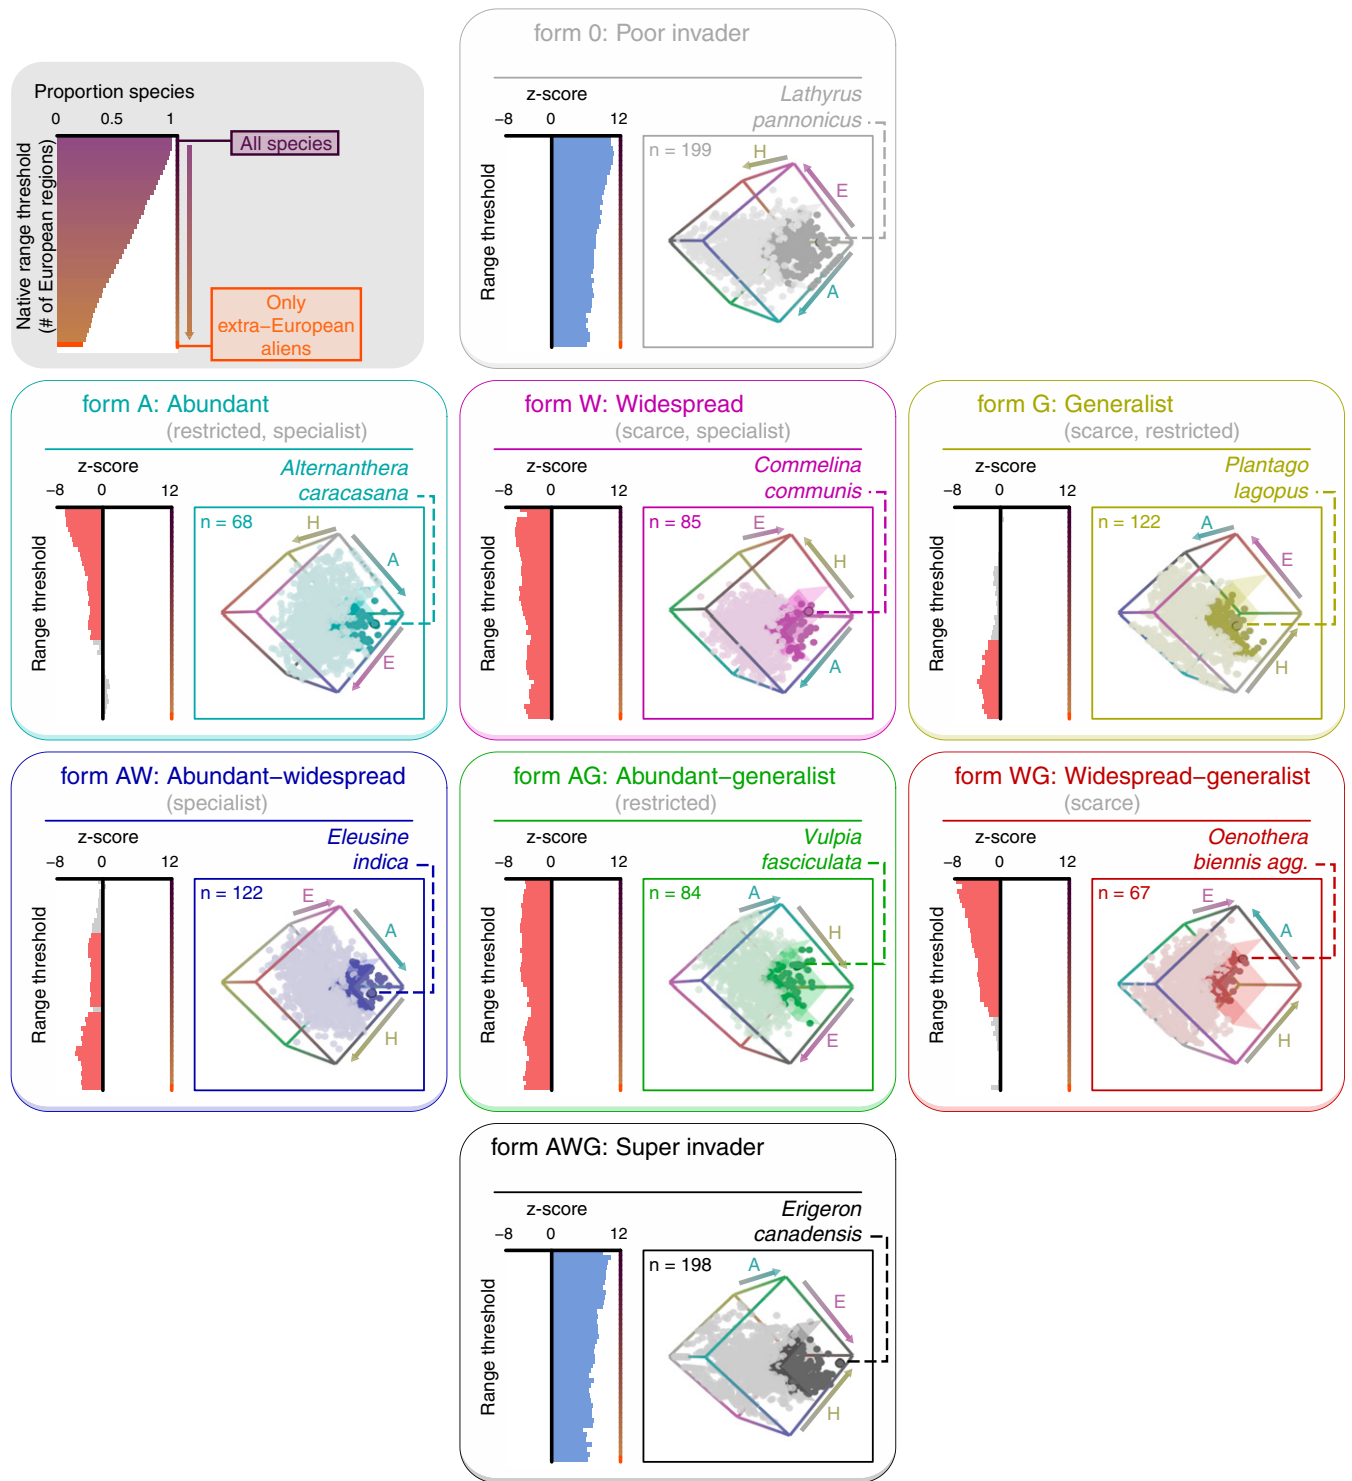 form 0: Poor invader
z-score
−8 0 12
Lathyrus
pannonicus
Range threshold
n = 199
H
E
A
Proportion species
0 0.5 1
Native range threshold
(# of European regions)
All species
Only
extra−European
aliens
form A: Abundant
(restricted, specialist)
z-score
−8 0 12
Alternanthera
caracasana
Range threshold
n = 68
H
A
E
form W: Widespread
(scarce, specialist)
z-score
−8 0 12
Commelina
communis
Range threshold
n = 85
E
H
A
form G: Generalist
(scarce, restricted)
z-score
−8 0 12
Plantago
lagopus
Range threshold
n = 122
A
E
H
form AW: Abundant−widespread
(specialist)
z-score
−8 0 12
Eleusine
indica
Range threshold
n = 122
E
A
H
form AG: Abundant−generalist
(restricted)
z-score
−8 0 12
Vulpia
fasciculata
Range threshold
n = 84
A
H
E
form WG: Widespread−generalist
(scarce)
z-score
−8 0 12
Oenothera
biennis agg.
Range threshold
n = 67
E
A
H
form AWG: Super invader
z-score
−8 0 12
Erigeron
canadensis
Range threshold
n = 198
A
E
H